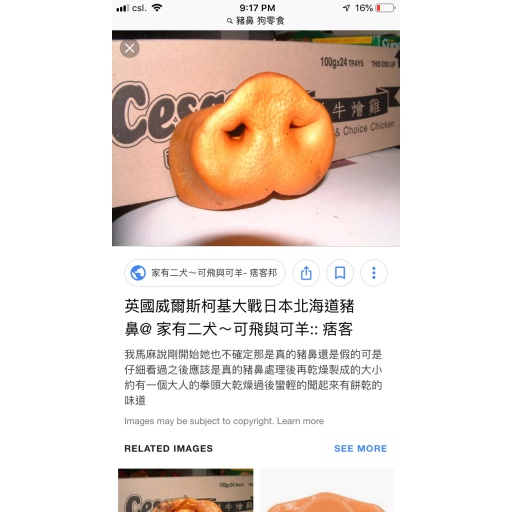 csl. 9:17 PM 16%
豬鼻 狗零食
100gx24 TRAYS THIS END UP
Cesa
牛燴雞
& Choice Chicken
家有二犬～可飛與可羊- 痞客邦
英國威爾斯柯基大戰日本北海道豬
鼻@ 家有二犬～可飛與可羊:: 痞客
我馬麻說剛開始她也不確定那是真的豬鼻還是假的可是
仔細看過之後應該是真的豬鼻處理後再乾燥製成的大小
約有一個大人的拳頭大乾燥過後蠻輕的聞起來有餅乾的
味道
Images may be subject to copyright. Learn more
RELATED IMAGES SEE MORE